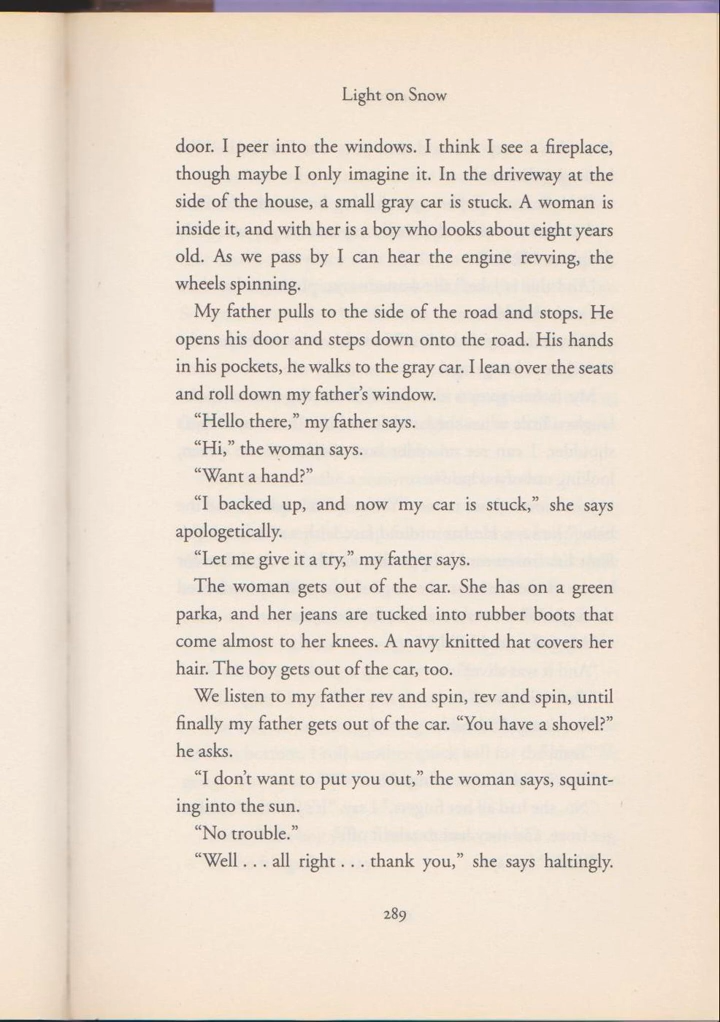 Light on Snow
door. I peer into the windows. I think I see a fireplace,
though maybe I only imagine it. In the driveway at the
side of the house, a small gray car is stuck. A woman is
inside it, and with her is a boy who looks about eight years
old. As we pass by I can hear the engine revving, the
wheels spinning.
My father pulls to the side of the road and stops. He
opens his door and steps down onto the road. His hands
in his pockets, he walks to the gray car. I lean over the seats
and roll down my father’s window.
“Hello there,” my father says.
“Hi,” the woman says.
“Want a hand?”
“I backed up, and now my car is stuck,” she says
apologetically.
“Let me give it a try,” my father says.
The woman gets out of the car. She has on a green
parka, and her jeans are tucked into rubber boots that
come almost to her knees. A navy knitted hat covers her
hair. The boy gets out of the car, too.
We listen to my father rev and spin, rev and spin, until
finally my father gets out of the car. “You have a shovel?”
he asks.
“I don’t want to put you out,” the woman says, squint-
ing into the sun.
“No trouble.”
“Well . . . all right . . . thank you,” she says haltingly.
289